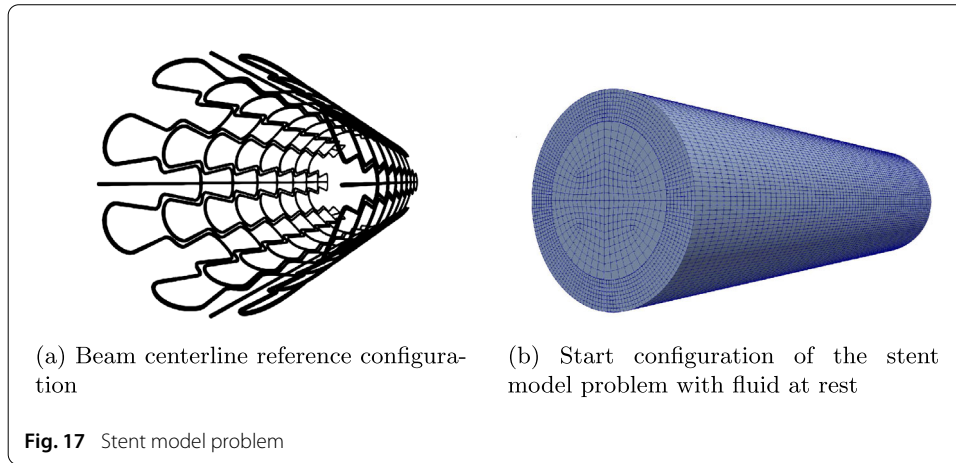 (a) Beam centerline reference configura-
tion
(b) Start configuration of the stent
model problem with fluid at rest
Fig. 17 Stent model problem